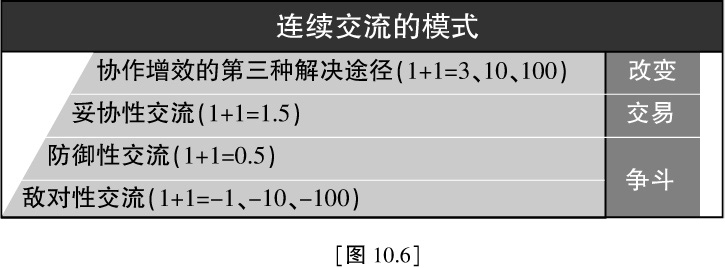 连续交流的模式
协作增效的第三种解决途径(1+1=3、10、100) 改变
妥协性交流(1+1=1.5) 交易
防御性交流(1+1=0.5)
争斗
敌对性交流(1+1=-1、-10、-100)
[图 10.6]